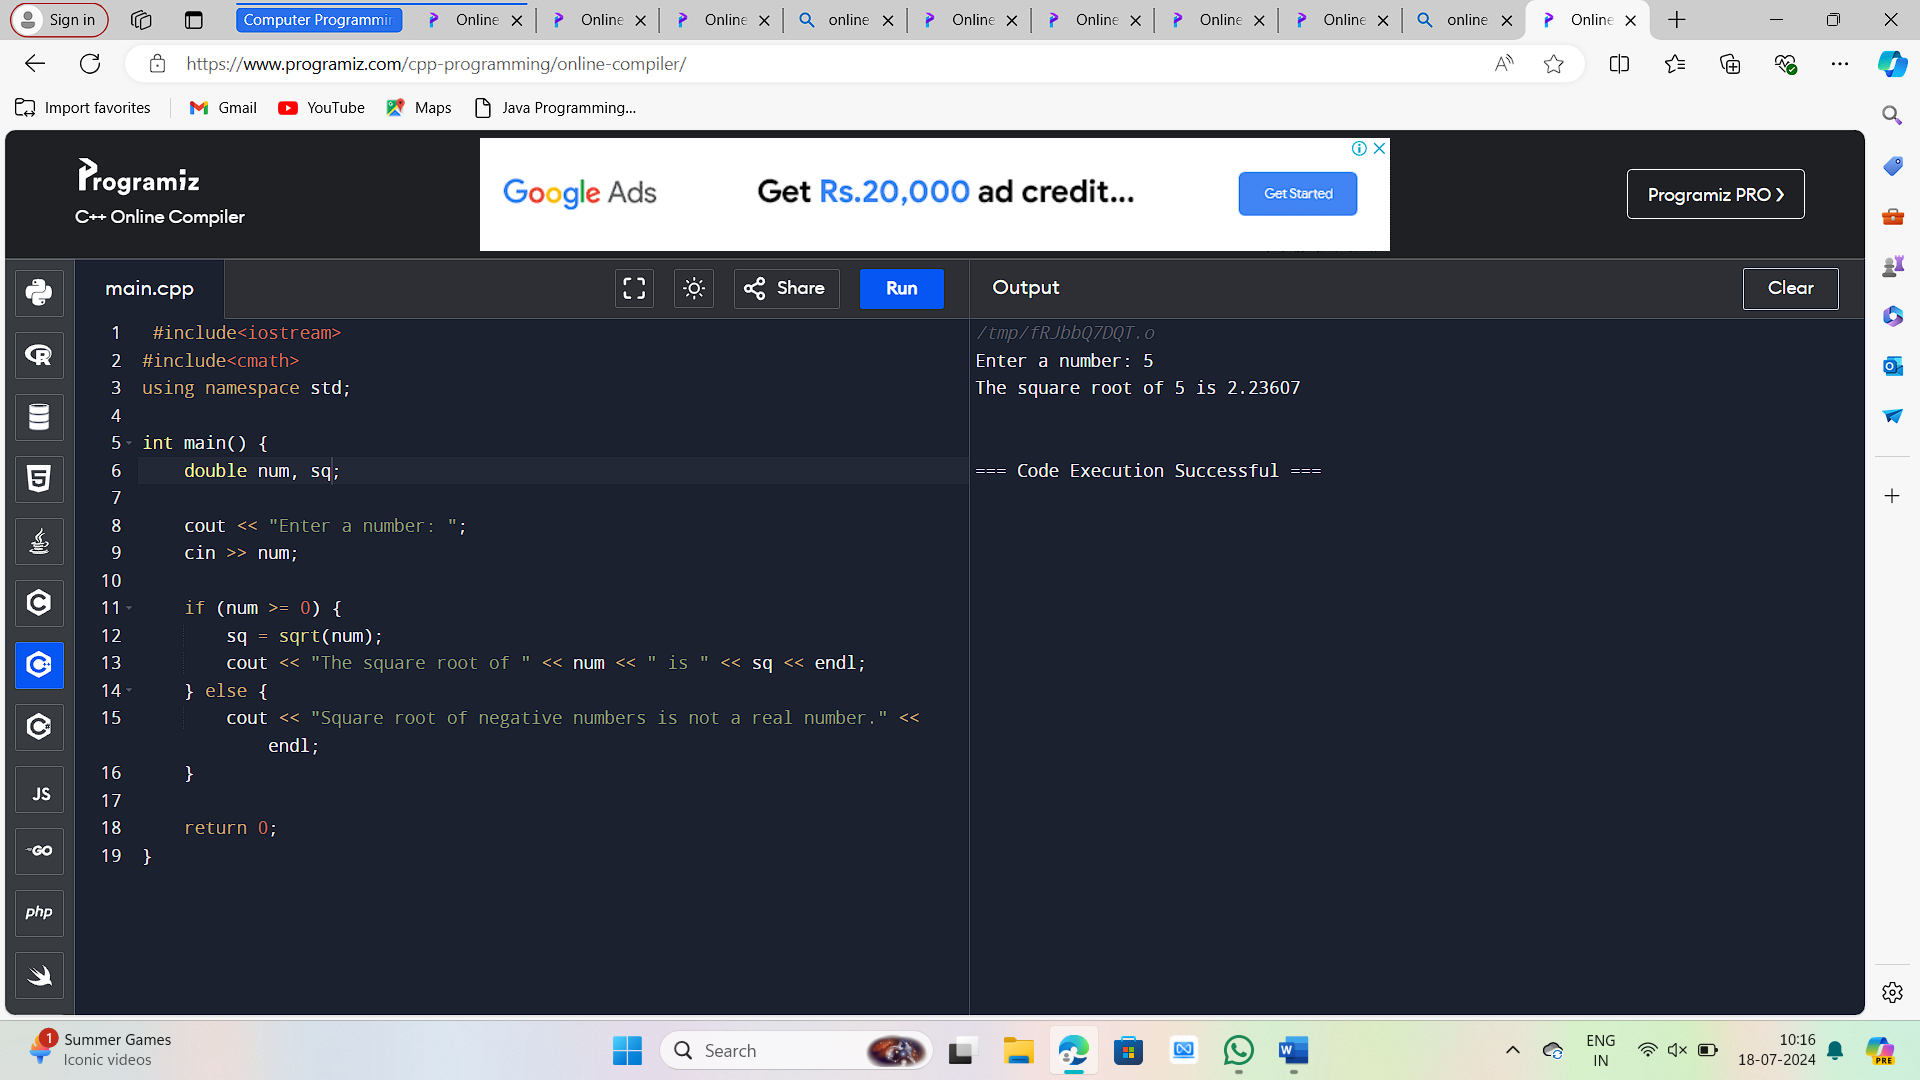 Sign in
Computer Programmin
Online
Online
Online
online
Online
Online
Online
Online
online
Online
https://www.programiz.com/cpp-programming/online-compiler/
Import favorites
Gmail
YouTube
Maps
Java Programming...
Programiz
C++ Online Compiler
Google Ads
Get Rs.20,000 ad credit...
Get Started
Programiz PRO
main.cpp
Share
Run
Output
Clear
1 #include<iostream>
2 #include<cmath>
3 using namespace std;
4
5 int main() {
6 double num, sq;
7
8 cout << "Enter a number: ";
9 cin >> num;
10
11 if (num >= 0) {
12 sq = sqrt(num);
13 cout << "The square root of " << num << " is " << sq << endl;
14 } else {
15 cout << "Square root of negative numbers is not a real number." <<
endl;
16 }
17
18 return 0;
19 }
/tmp/fRJbbQ7DQT.o
Enter a number: 5
The square root of 5 is 2.23607
=== Code Execution Successful ===
R
5
C
C
C
JS
GO
php
1
Summer Games
Iconic videos
Search
W
ENG
IN
10:16
18-07-2024
PRE